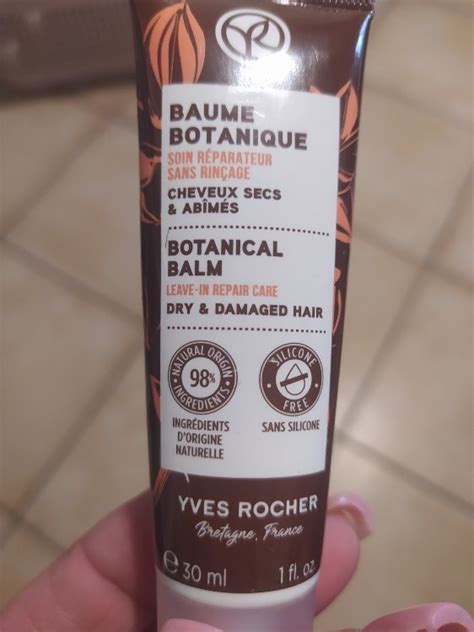 YR
BAUME
BOTANIQUE
SOIN RÉPARATEUR
SANS RINÇAGE
CHEVEUX SECS
& ABÎMÉS
BOTANICAL
BALM
LEAVE-IN REPAIR CARE
DRY & DAMAGED HAIR
NATURAL ORIGIN
98%
INGREDIENTS
INGRÉDIENTS
D'ORIGINE
NATURELLE
SILICONE
FREE
SANS SILICONE
YVES ROCHER
Bretagne, France
e 30 ml 1 fl. oz